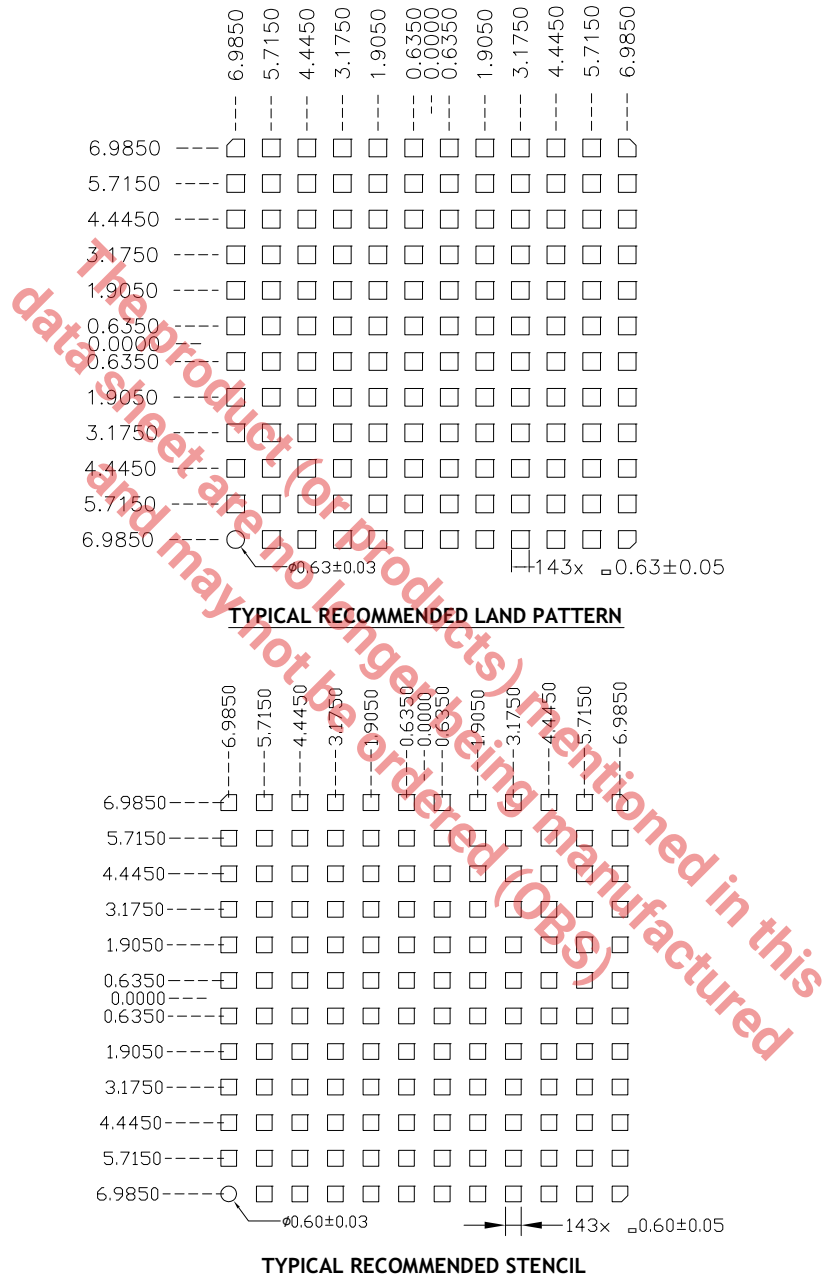 6.9850 5.7150 4.4450 3.1750 1.9050 0.6350 0.0000 0.6350 1.9050 3.1750 4.4450 5.7150 6.9850
6.9850
5.7150
4.4450
3.1750
1.9050
0.6350
0.0000
0.6350
1.9050
3.1750
4.4450
5.7150
6.9850
ø0.63±0.03
143x □0.63±0.05
TYPICAL RECOMMENDED LAND PATTERN
6.9850 5.7150 4.4450 3.1750 1.9050 0.6350 0.0000 0.6350 1.9050 3.1750 4.4450 5.7150 6.9850
6.9850
5.7150
4.4450
3.1750
1.9050
0.6350
0.0000
0.6350
1.9050
3.1750
4.4450
5.7150
6.9850
ø0.60±0.03
143x □0.60±0.05
TYPICAL RECOMMENDED STENCIL
The product (or products) mentioned in this
data sheet are no longer being manufactured
and may not be ordered (OBS)